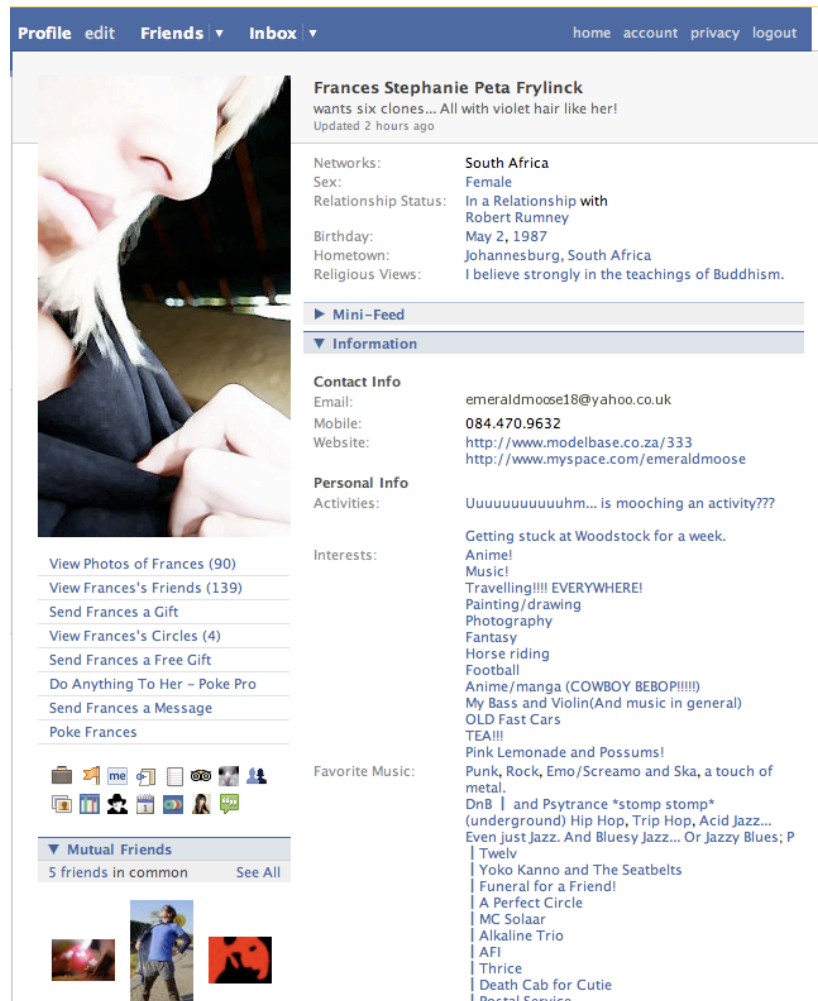 Profile edit Friends ▼ Inbox ▼ home account privacy logout
Frances Stephanie Peta Frylinck
wants six clones... All with violet hair like her!
Updated 2 hours ago
Networks: South Africa
Sex: Female
Relationship Status: In a Relationship with
Robert Rumney
Birthday: May 2, 1987
Hometown: Johannesburg, South Africa
Religious Views: I believe strongly in the teachings of Buddhism.
▶ Mini-Feed
▼ Information
Contact Info
Email: emeraldmoose18@yahoo.co.uk
Mobile: 084.470.9632
Website: http://www.modelbase.co.za/333
http://www.myspace.com/emeraldmoose
Personal Info
Activities: Uuuuuuuuuuuhm... is mooching an activity???
Getting stuck at Woodstock for a week.
Interests: Anime!
Music!
Travelling!!!! EVERYWHERE!
Painting/drawing
Photography
Fantasy
Horse riding
Football
Anime/manga (COWBOY BEBOP!!!!!)
My Bass and Violin(And music in general)
OLD Fast Cars
TEA!!!
Pink Lemonade and Possums!
Favorite Music: Punk, Rock, Emo/Screamo and Ska, a touch of
metal.
DnB | and Psytrance *stomp stomp*
(underground) Hip Hop, Trip Hop, Acid Jazz...
Even just Jazz. And Bluesy Jazz... Or Jazzy Blues; P
| Twelv
| Yoko Kanno and The Seatbelts
| Funeral for a Friend!
| A Perfect Circle
| MC Solaar
| Alkaline Trio
| AFI
| Thrice
| Death Cab for Cutie
| Postal Service
View Photos of Frances (90)
View Frances's Friends (139)
Send Frances a Gift
View Frances's Circles (4)
Send Frances a Free Gift
Do Anything To Her – Poke Pro
Send Frances a Message
Poke Frances
me
▼ Mutual Friends
5 friends in common See All